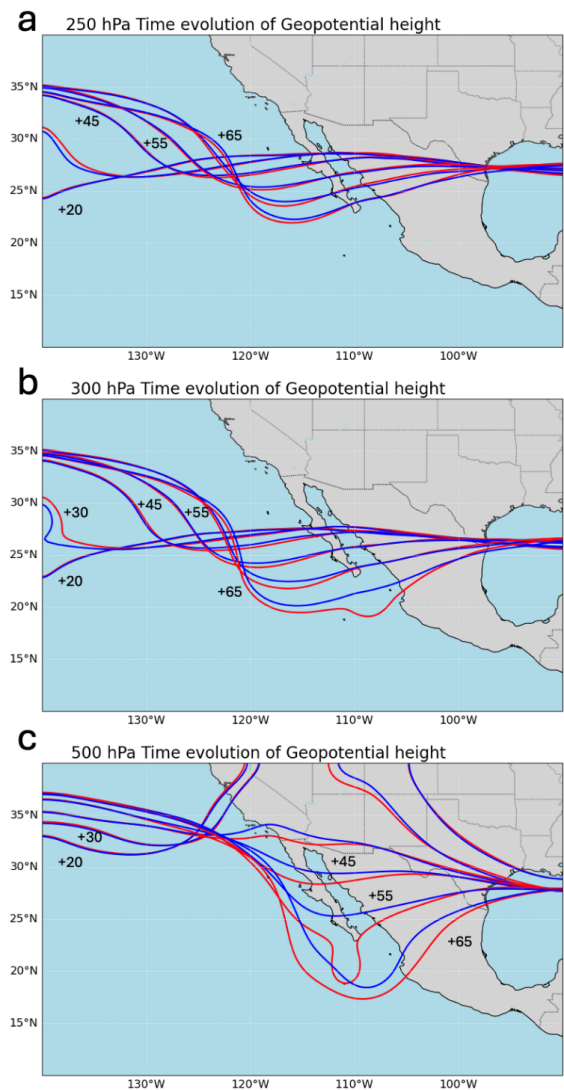 a
250 hPa Time evolution of Geopotential height
35°N
30°N
25°N
20°N
15°N
+45
+55
+65
+20
130°W 120°W 110°W 100°W
b
300 hPa Time evolution of Geopotential height
35°N
30°N
25°N
20°N
15°N
+30
+45
+55
+20
+65
130°W 120°W 110°W 100°W
c
500 hPa Time evolution of Geopotential height
35°N
30°N
25°N
20°N
15°N
+30
+20
+45
+55
+65
130°W 120°W 110°W 100°W